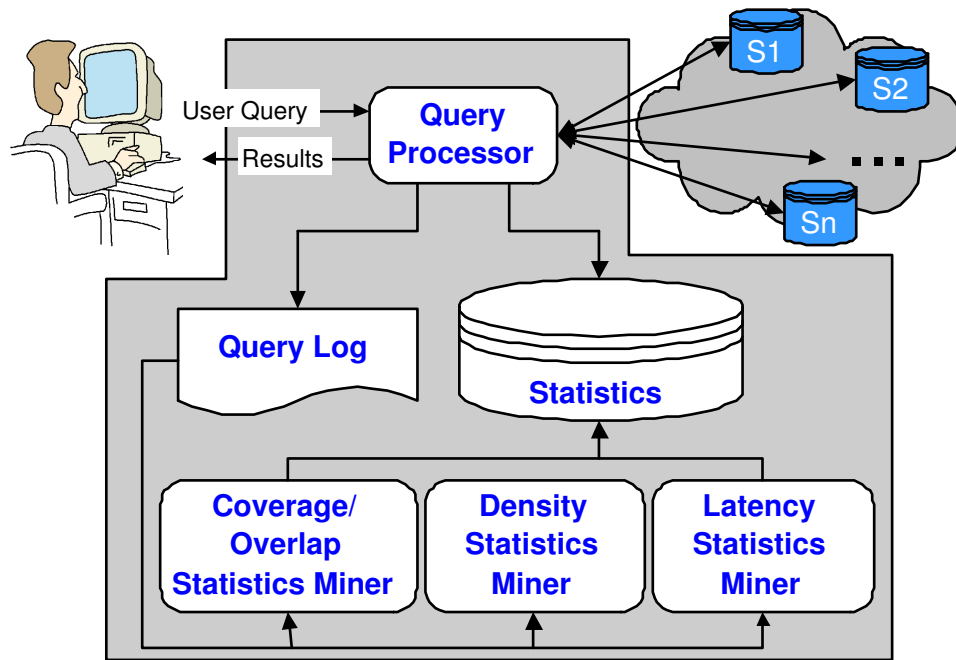 S1
S2
User Query
Query
Processor
Results
...
Sn
Query Log
Statistics
Coverage/
Overlap
Statistics Miner
Density
Statistics
Miner
Latency
Statistics
Miner